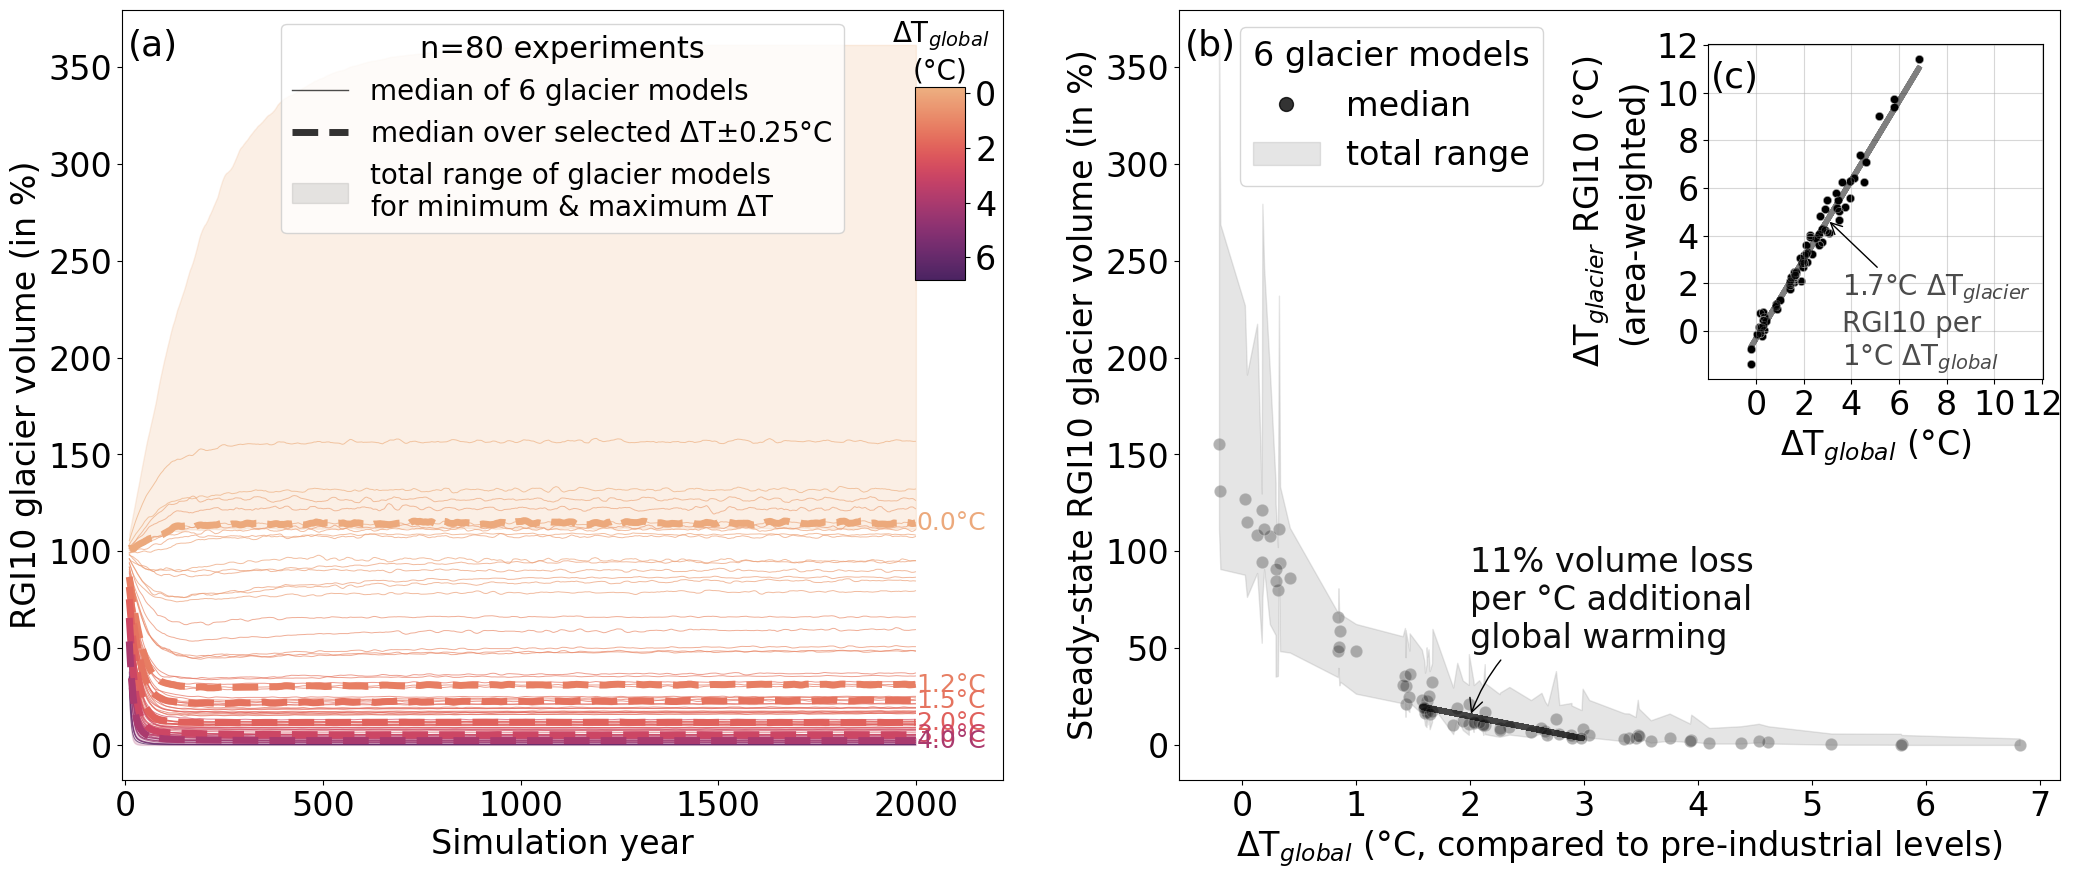 (a)
n=80 experiments
median of 6 glacier models
median over selected ΔT±0.25°C
total range of glacier models
for minimum & maximum ΔT
ΔT_global
(°C)
0
2
4
6
RGI10 glacier volume (in %)
350
300
250
200
150
100
50
0
0.0°C
1.2°C
1.5°C
2.0°C
4.0°C
0 500 1000 1500 2000
Simulation year
(b)
6 glacier models
median
total range
Steady-state RGI10 glacier volume (in %)
350
300
250
200
150
100
50
0
11% volume loss
per °C additional
global warming
0 1 2 3 4 5 6 7
ΔT_global (°C, compared to pre-industrial levels)
(c)
ΔT_glacier RGI10 (°C)
(area-weighted)
12
10
8
6
4
2
0
1.7°C ΔT_glacier
RGI10 per
1°C ΔT_global
0 2 4 6 8 10 12
ΔT_global (°C)